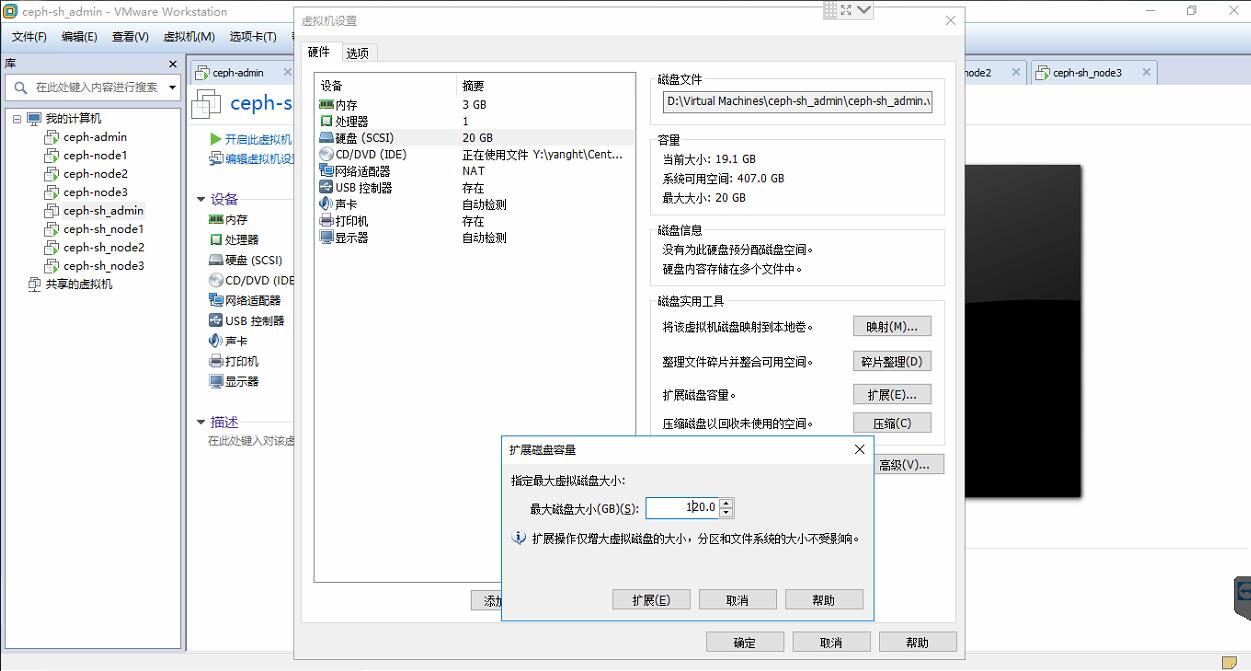 ceph-sh_admin - VMware Workstation
文件(F) 编辑(E) 查看(V) 虚拟机(M) 选项卡(T)
库
在此处键入内容进行搜索
我的计算机
ceph-admin
ceph-node1
ceph-node2
ceph-node3
ceph-sh_admin
ceph-sh_node1
ceph-sh_node2
ceph-sh_node3
共享的虚拟机
ceph-admin
node2
ceph-sh_node3
ceph-s
开启此虚拟机
编辑虚拟机设
设备
内存
处理器
硬盘 (SCSI)
CD/DVD (IDE
网络适配器
USB 控制器
声卡
打印机
显示器
描述
在此处键入对该虚
虚拟机设置
硬件 选项
设备 摘要
内存 3 GB
处理器 1
硬盘 (SCSI) 20 GB
CD/DVD (IDE) 正在使用文件 Y:\yanght\Cent...
网络适配器 NAT
USB 控制器 存在
声卡 自动检测
打印机 存在
显示器 自动检测
添加
磁盘文件
D:\Virtual Machines\ceph-sh_admin\ceph-sh_admin.v
容量
当前大小: 19.1 GB
系统可用空间: 407.0 GB
最大大小: 20 GB
磁盘信息
没有为此硬盘预分配磁盘空间。
硬盘内容存储在多个文件中。
磁盘实用工具
将该虚拟机磁盘映射到本地卷。 映射(M)...
整理文件碎片并整合可用空间。 碎片整理(D)
扩展磁盘容量。 扩展(E)...
压缩磁盘以回收未使用的空间。 压缩(C)
高级(V)...
扩展磁盘容量
指定最大虚拟磁盘大小:
最大磁盘大小(GB)(S): 120.0
扩展操作仅增大虚拟磁盘的大小，分区和文件系统的大小不受影响。
扩展(E) 取消 帮助
确定 取消 帮助